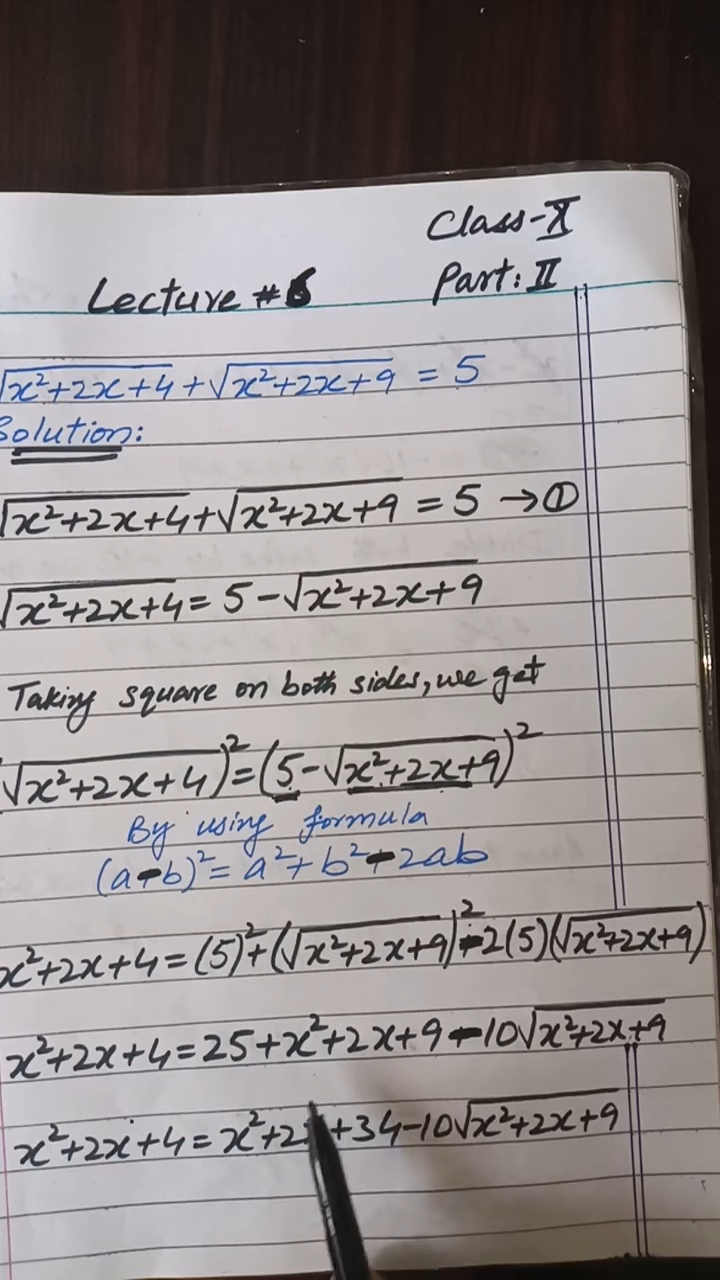 Class-X
Lecture #6 Part: II
√x²+2x+4 + √x²+2x+9 = 5
Solution:
√x²+2x+4 + √x²+2x+9 = 5 → ①
√x²+2x+4 = 5 - √x²+2x+9
Taking square on both sides, we get
√x²+2x+4)² = (5 - √x²+2x+9)²
By using formula
(a-b)² = a² + b² - 2ab
x²+2x+4 = (5)² + (√x²+2x+9)² - 2(5)(√x²+2x+9)
x²+2x+4 = 25 + x²+2x+9 - 10√x²+2x+9
x²+2x+4 = x²+2x+34-10√x²+2x+9